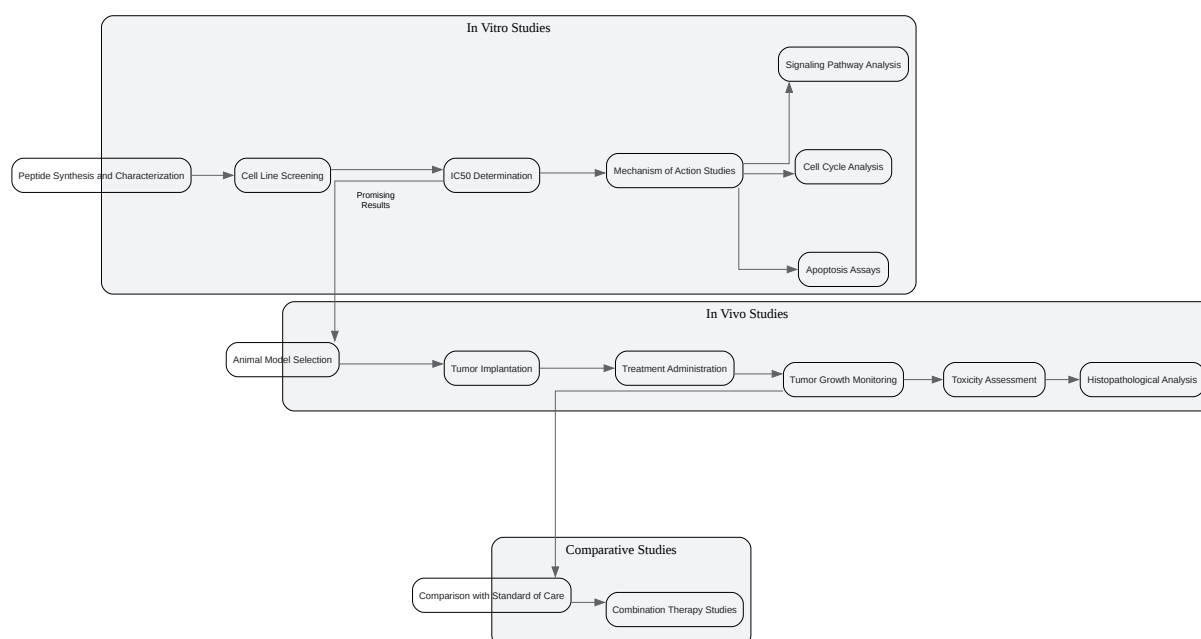 In Vitro Studies
Signaling Pathway Analysis
Peptide Synthesis and Characterization
Cell Line Screening
IC50 Determination
Mechanism of Action Studies
Cell Cycle Analysis
Promising
Results
Apoptosis Assays
In Vivo Studies
Animal Model Selection
Tumor Implantation
Treatment Administration
Tumor Growth Monitoring
Toxicity Assessment
Histopathological Analysis
Comparative Studies
Comparison with Standard of Care
Combination Therapy Studies